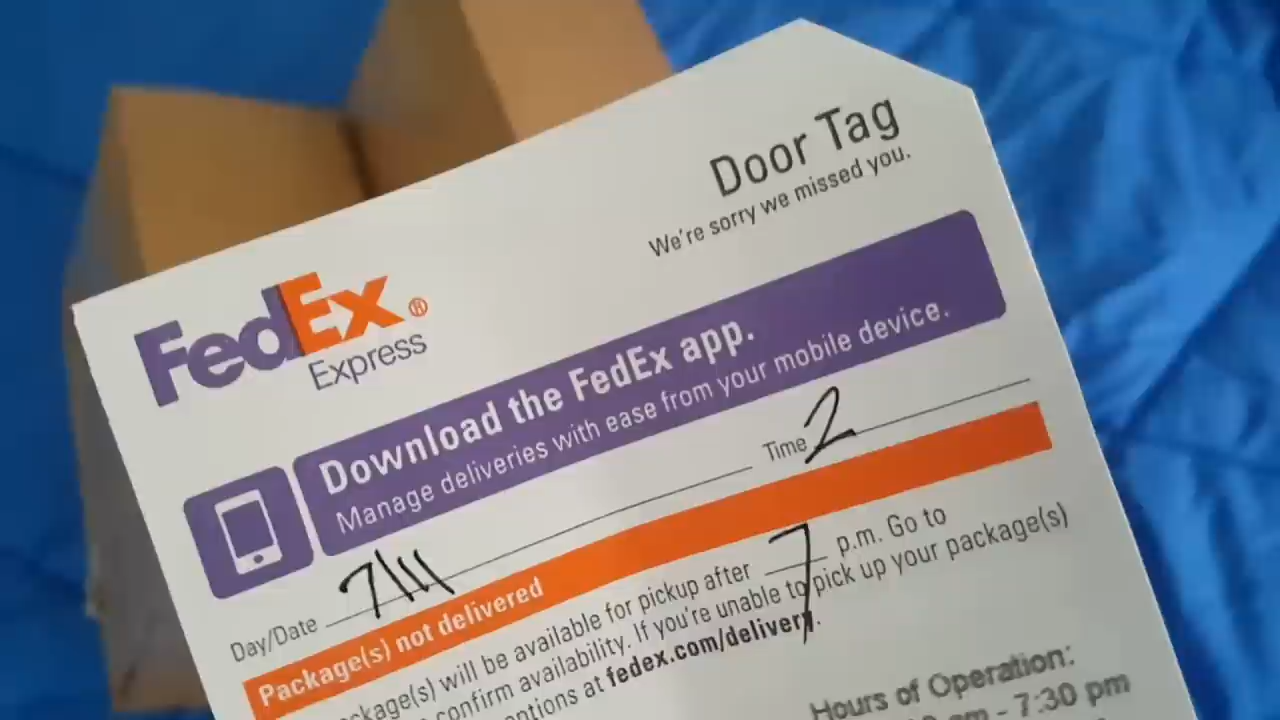 Door Tag
We're sorry we missed you.
FedEx®
Express
Download the FedEx app.
Manage deliveries with ease from your mobile device.
Day/Date 7/11 Time 2
Package(s) not delivered
ckage(s) will be available for pickup after 7 p.m. Go to
confirm availability. If you're unable to pick up your package(s)
ptions at fedex.com/delivery.
Hours of Operation:
am - 7:30 pm